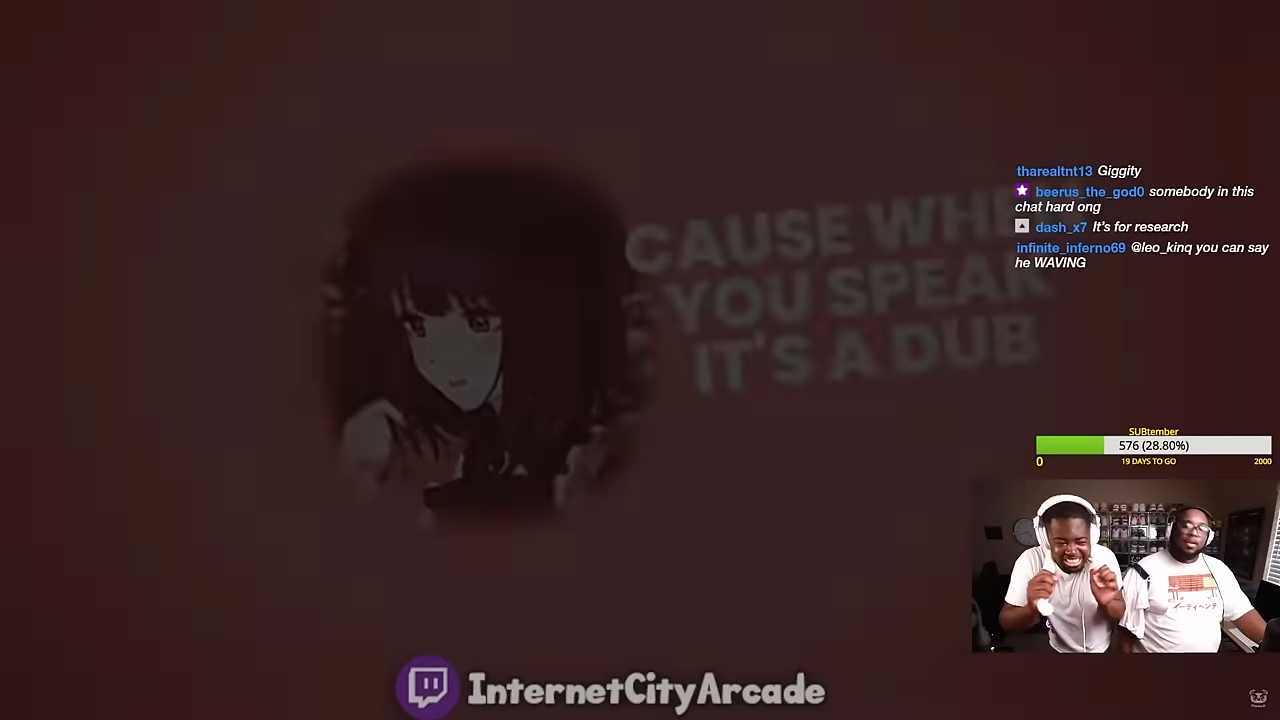 tharealtnt13 Giggity
beerus_the_god0 somebody in this
chat hard ong
dash_x7 It's for research
infinite_inferno69 @leo_kinq you can say
he WAVING
CAUSE WHEN
YOU SPEAK
IT'S A DUB
SUBtember
576 (28.80%)
0 19 DAYS TO GO 2000
InternetCityArcade